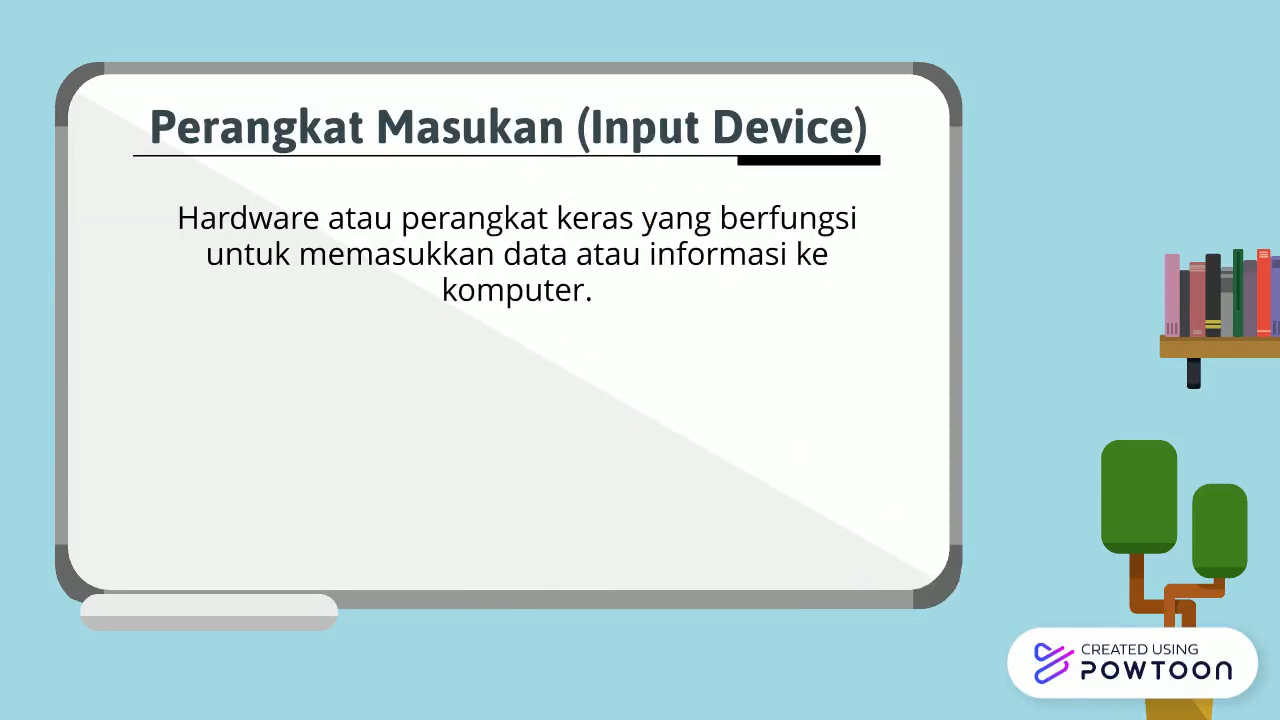 Perangkat Masukan (Input Device)
Hardware atau perangkat keras yang berfungsi
untuk memasukkan data atau informasi ke
komputer.
CREATED USING
POWTOON